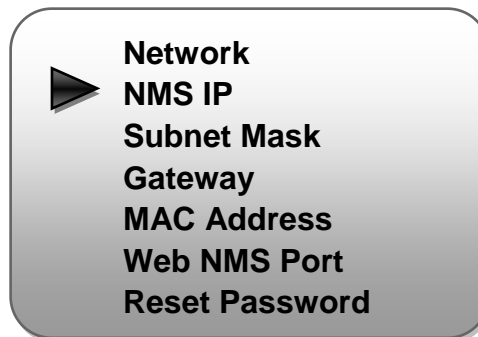 Network
NMS IP
Subnet Mask
Gateway
MAC Address
Web NMS Port
Reset Password